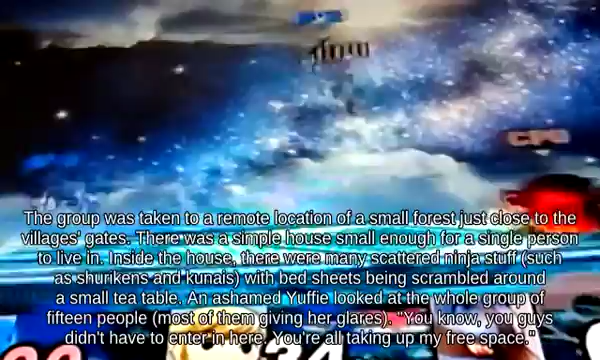 CPU
The group was taken to a remote location of a small forest just close to the
villages' gates. There was a simple house small enough for a single person
to live in. Inside the house, there were many scattered ninja stuff (such
as shurikens and kunais) with bed sheets being scrambled around
a small tea table. An ashamed Yuffie looked at the whole group of
fifteen people (most of them giving her glares). "You know, you guys
didn't have to enter in here. You're all taking up my free space."